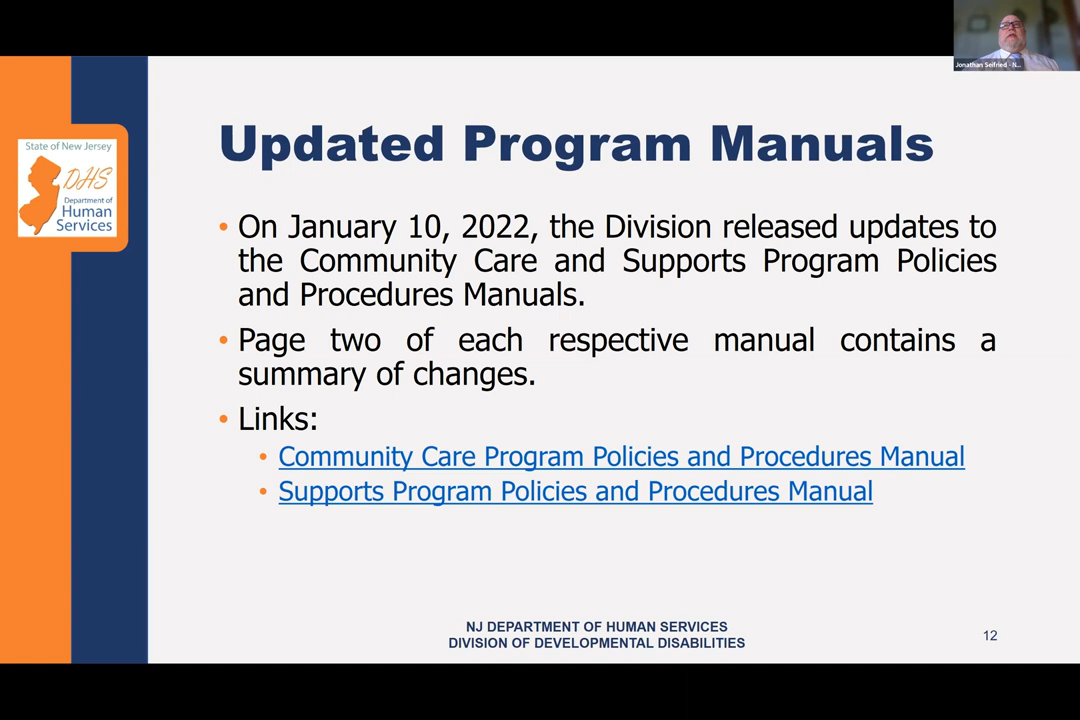 Jonathan Seifried - N...
State of New Jersey
DHS
Department of
Human
Services
Updated Program Manuals
• On January 10, 2022, the Division released updates to
the Community Care and Supports Program Policies
and Procedures Manuals.
• Page two of each respective manual contains a
summary of changes.
• Links:
• Community Care Program Policies and Procedures Manual
• Supports Program Policies and Procedures Manual
NJ DEPARTMENT OF HUMAN SERVICES
DIVISION OF DEVELOPMENTAL DISABILITIES
12